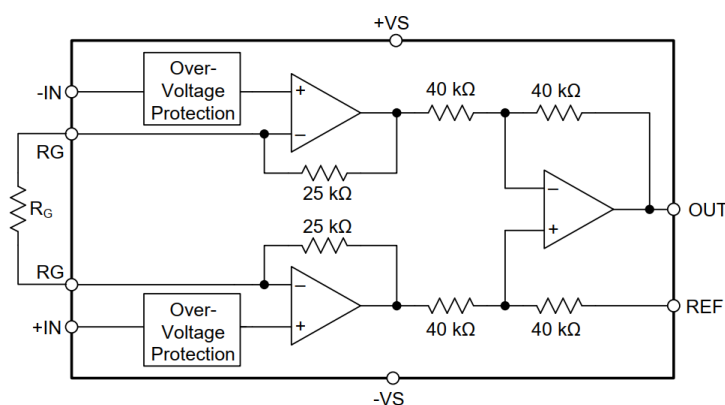 +VS
Over-
Voltage
Protection
-IN
+
40 kΩ
40 kΩ
RG
–
25 kΩ
RG
–
OUT
25 kΩ
+
RG
–
Over-
Voltage
Protection
+IN
+
40 kΩ
40 kΩ
REF
-VS